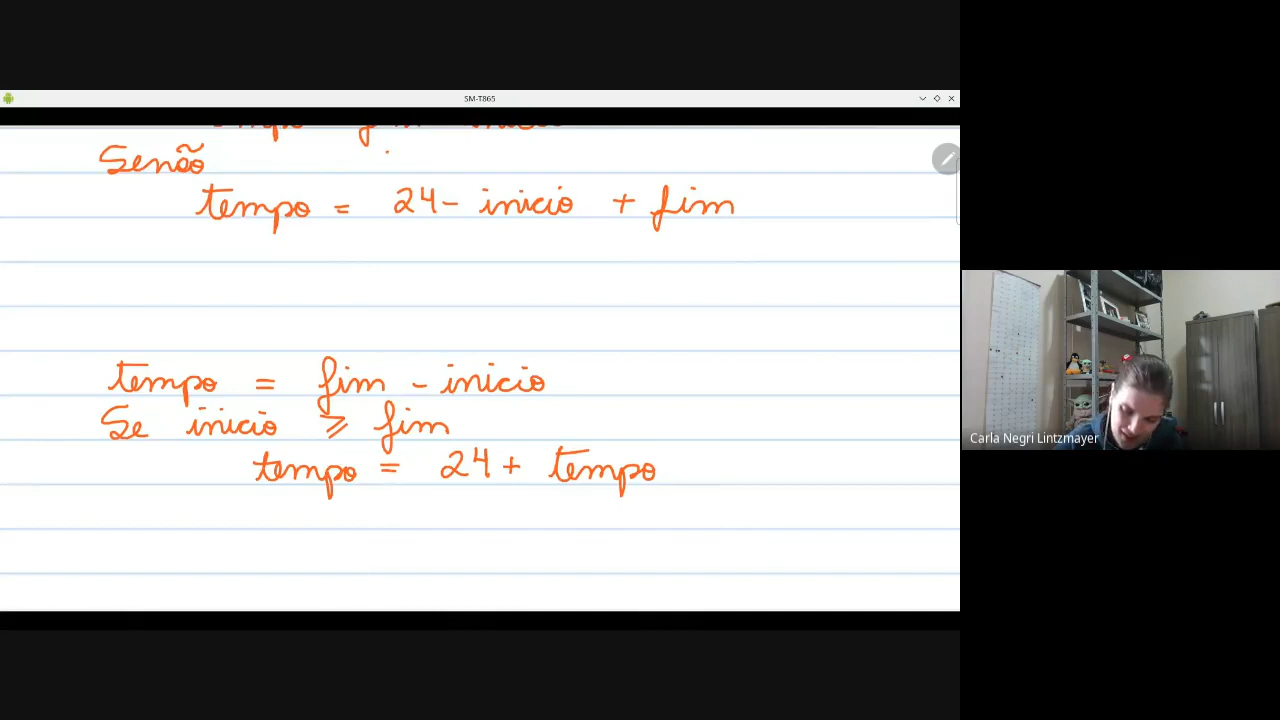 SM-T865
Senão
tempo = 24 - inicio + fim
tempo = fim - inicio
Se inicio ⩾ fim
tempo = 24 + tempo
Carla Negri Lintzmayer